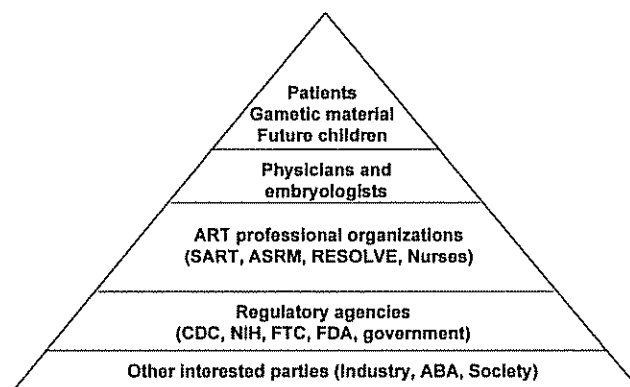 Patients
Gametic material
Future children
Physicians and
embryologists
ART professional organizations
(SART, ASRM, RESOLVE, Nurses)
Regulatory agencies
(CDC, NIH, FTC, FDA, government)
Other interested parties (Industry, ABA, Society)